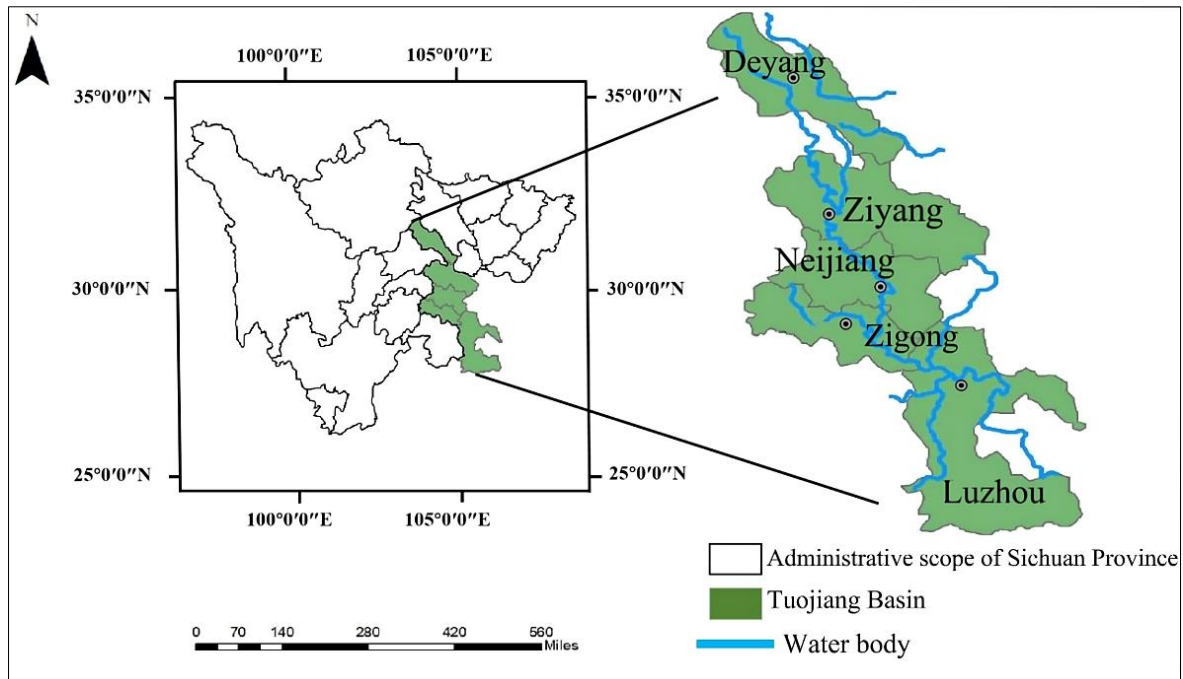 N
100°0'0"E 105°0'0"E
35°0'0"N 35°0'0"N
30°0'0"N 30°0'0"N
25°0'0"N 25°0'0"N
100°0'0"E 105°0'0"E
Deyang
Ziyang
Neijiang
Zigong
Luzhou
Administrative scope of Sichuan Province
Tuojiang Basin
Water body
0 70 140 280 420 560
Miles